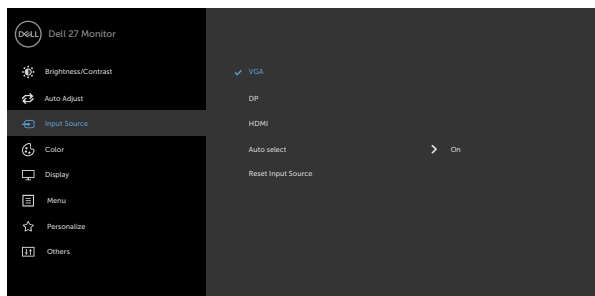 DELL Dell 27 Monitor
Brightness/Contrast
Auto Adjust
Input Source
Color
Display
Menu
Personalize
Others
VGA
DP
HDMI
Auto select On
Reset Input Source